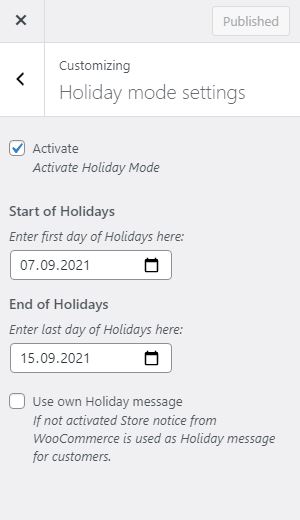 Published
Customizing
Holiday mode settings
Activate
Activate Holiday Mode
Start of Holidays
Enter first day of Holidays here:
07.09.2021
End of Holidays
Enter last day of Holidays here:
15.09.2021
Use own Holiday message
If not activated Store notice from
WooCommerce is used as Holiday message
for customers.